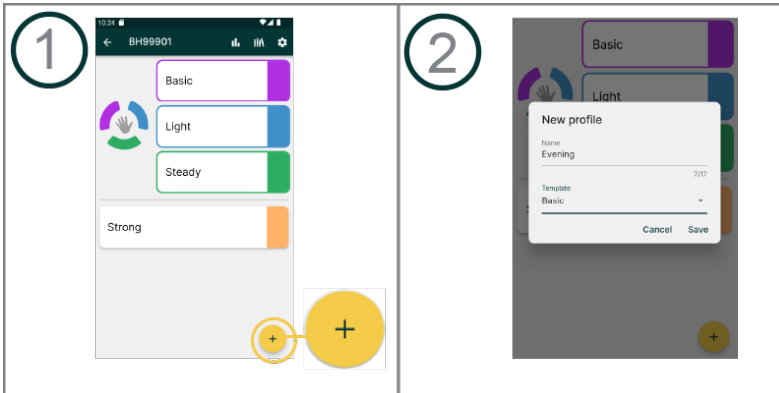 1
10:24
BH99901
Basic
Light
Steady
Strong
+
+
2
Basic
Light
New profile
Name
Evening
7/17
Template
Basic
Cancel
Save
+